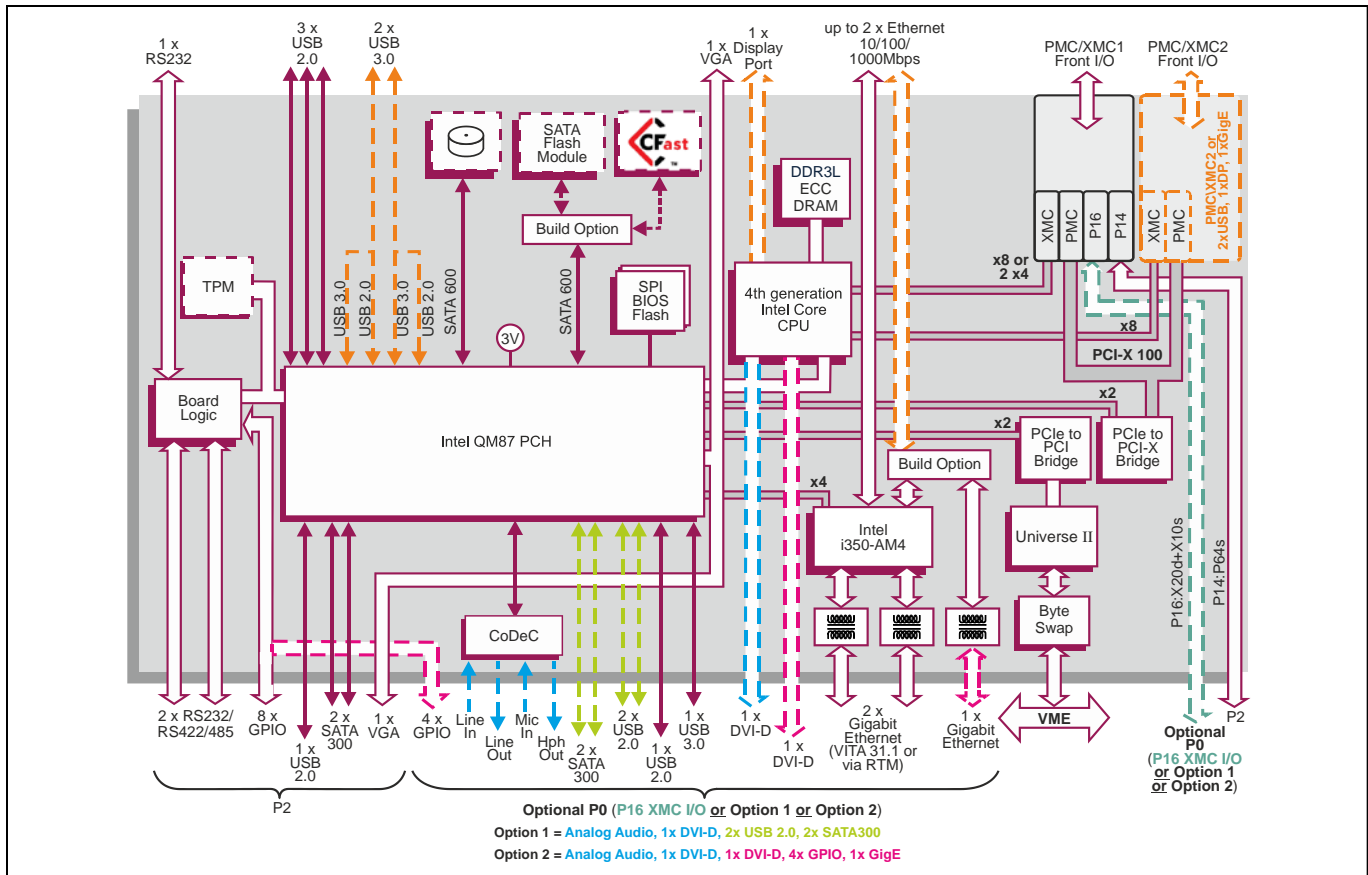 1 x
RS232
3 x
USB
2.0
2 x
USB
3.0
1 x
VGA
1 x
Display
Port
up to 2 x Ethernet
10/100/
1000Mbps
PMC/XMC1
Front I/O
PMC/XMC2
Front I/O
SATA
Flash
Module
CFast
TM
DDR3L
ECC
DRAM
PMC\XMC2 or
2xUSB, 1xDP, 1xGigE
XMC
PMC
P16
P14
XMC
PMC
Build Option
TPM
USB 3.0
USB 2.0
USB 3.0
USB 2.0
SATA 600
SATA 600
SPI
BIOS
Flash
3V
4th generation
Intel Core
CPU
x8 or
2 x4
x8
PCI-X 100
Board
Logic
Intel QM87 PCH
x2
x2
PCIe to
PCI
Bridge
PCIe to
PCI-X
Bridge
Build Option
x4
Intel
i350-AM4
Universe II
P16:X20d+X10s
P14:P64s
CoDeC
Byte
Swap
2 x RS232/
RS422/485
8 x
GPIO
1 x
USB
2.0
2 x
SATA
300
1 x
VGA
4 x
GPIO
Line
In
Line
Out
Mic
In
Hph
Out
2 x
SATA
300
2 x
USB
2.0
1 x
USB
2.0
1 x
USB
3.0
1 x
DVI-D
1 x
DVI-D
2 x
Gigabit
Ethernet
(VITA 31.1 or
via RTM)
1 x
Gigabit
Ethernet
VME
Optional
P0
(P16 XMC I/O
or Option 1
or Option 2)
P2
P2
Optional P0 (P16 XMC I/O or Option 1 or Option 2)
Option 1 = Analog Audio, 1x DVI-D, 2x USB 2.0, 2x SATA300
Option 2 = Analog Audio, 1x DVI-D, 1x DVI-D, 4x GPIO, 1x GigE